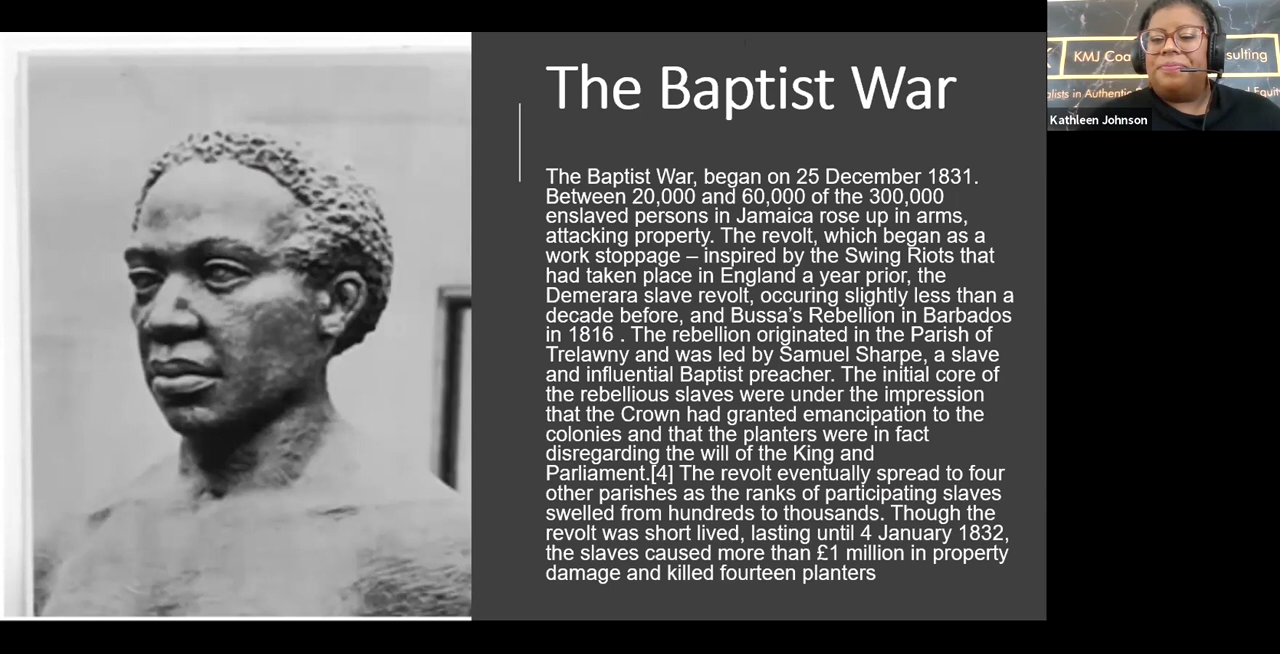 The Baptist War
The Baptist War, began on 25 December 1831.
Between 20,000 and 60,000 of the 300,000
enslaved persons in Jamaica rose up in arms,
attacking property. The revolt, which began as a
work stoppage – inspired by the Swing Riots that
had taken place in England a year prior, the
Demerara slave revolt, occuring slightly less than a
decade before, and Bussa's Rebellion in Barbados
in 1816 . The rebellion originated in the Parish of
Trelawny and was led by Samuel Sharpe, a slave
and influential Baptist preacher. The initial core of
the rebellious slaves were under the impression
that the Crown had granted emancipation to the
colonies and that the planters were in fact
disregarding the will of the King and
Parliament.[4] The revolt eventually spread to four
other parishes as the ranks of participating slaves
swelled from hundreds to thousands. Though the
revolt was short lived, lasting until 4 January 1832,
the slaves caused more than £1 million in property
damage and killed fourteen planters
KMJ Coa sulting
alists in Authentic Equity
Kathleen Johnson